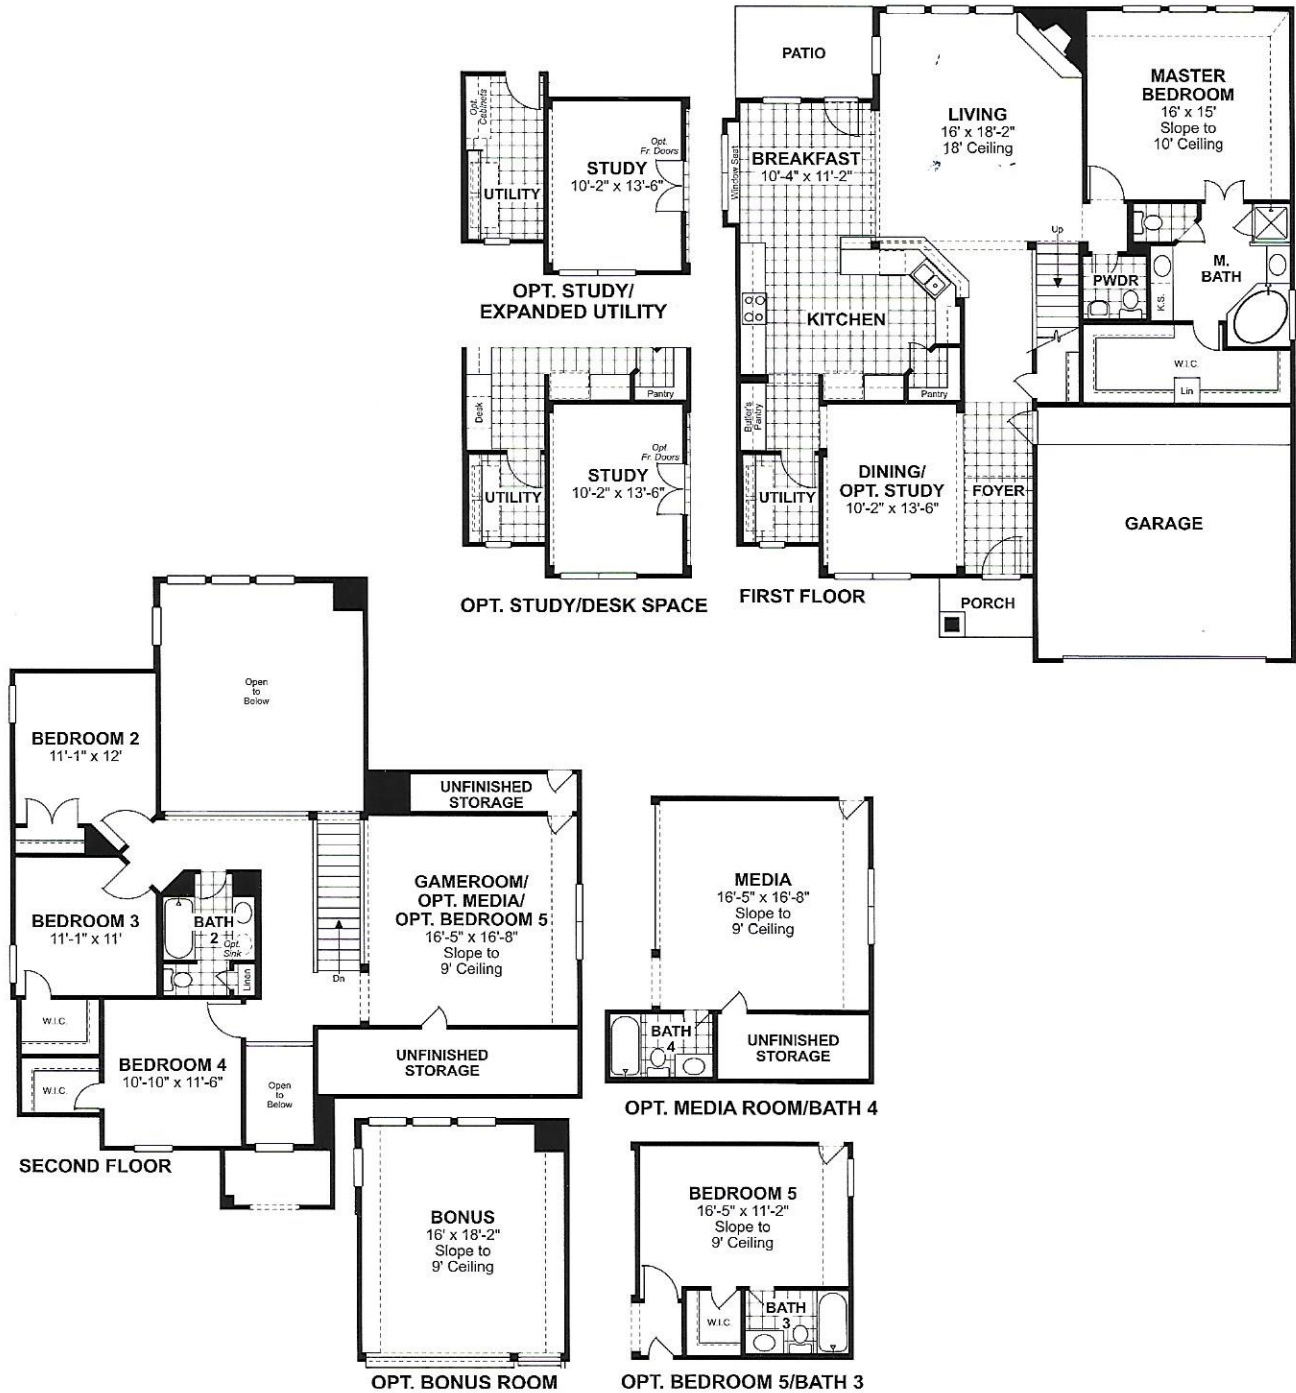 PATIO
LIVING
16' x 18'-2"
18' Ceiling
MASTER
BEDROOM
16' x 15'
Slope to
10' Ceiling
BREAKFAST
10'-4" x 11'-2"
Window Seat
Up
PWDR
M.
BATH
K.S.
KITCHEN
W.I.C.
Lin
Pantry
Butler's
Pantry
UTILITY
DINING/
OPT. STUDY
10'-2" x 13'-6"
FOYER
GARAGE
PORCH
FIRST FLOOR
Opt.
Cabinets
UTILITY
STUDY
10'-2" x 13'-6"
Opt.
Fr. Doors
OPT. STUDY/
EXPANDED UTILITY
Desk
Pantry
UTILITY
STUDY
10'-2" x 13'-6"
Opt
Fr. Doors
OPT. STUDY/DESK SPACE
Open
to
Below
BEDROOM 2
11'-1" x 12'
UNFINISHED
STORAGE
GAMEROOM/
OPT. MEDIA/
OPT. BEDROOM 5
16'-5" x 16'-8"
Slope to
9' Ceiling
BEDROOM 3
11'-1" x 11'
BATH
2
Opt.
Sink
Linen
Dn
W.I.C.
BEDROOM 4
10'-10" x 11'-6"
W.I.C.
Open
to
Below
UNFINISHED
STORAGE
SECOND FLOOR
MEDIA
16'-5" x 16'-8"
Slope to
9' Ceiling
BATH
4
UNFINISHED
STORAGE
OPT. MEDIA ROOM/BATH 4
BONUS
16' x 18'-2"
Slope to
9' Ceiling
OPT. BONUS ROOM
BEDROOM 5
16'-5" x 11'-2"
Slope to
9' Ceiling
W.I.C.
BATH
3
OPT. BEDROOM 5/BATH 3